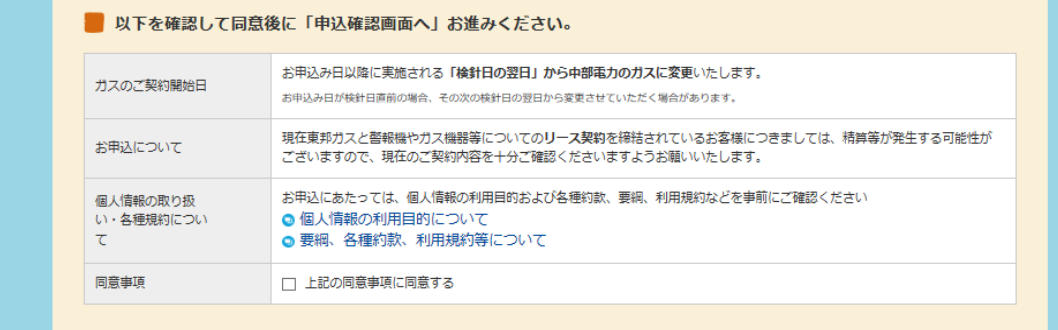 以下を確認して同意後に「申込確認画面へ」お進みください。
ガスのご契約開始日
お申込み日以降に実施される「検針日の翌日」から中部電力のガスに変更いたします。
お申込み日が検針日直前の場合、その次の検針日の翌日から変更させていただく場合があります。
お申込について
現在東邦ガスと警報機やガス機器等についてのリース契約を締結されているお客様につきましては、精算等が発生する可能性が
ございますので、現在のご契約内容を十分ご確認くださいますようお願いいたします。
個人情報の取り扱
い・各種規約につい
て
お申込にあたっては、個人情報の利用目的および各種約款、要綱、利用規約などを事前にご確認ください
個人情報の利用目的について
要綱、各種約款、利用規約等について
同意事項
上記の同意事項に同意する